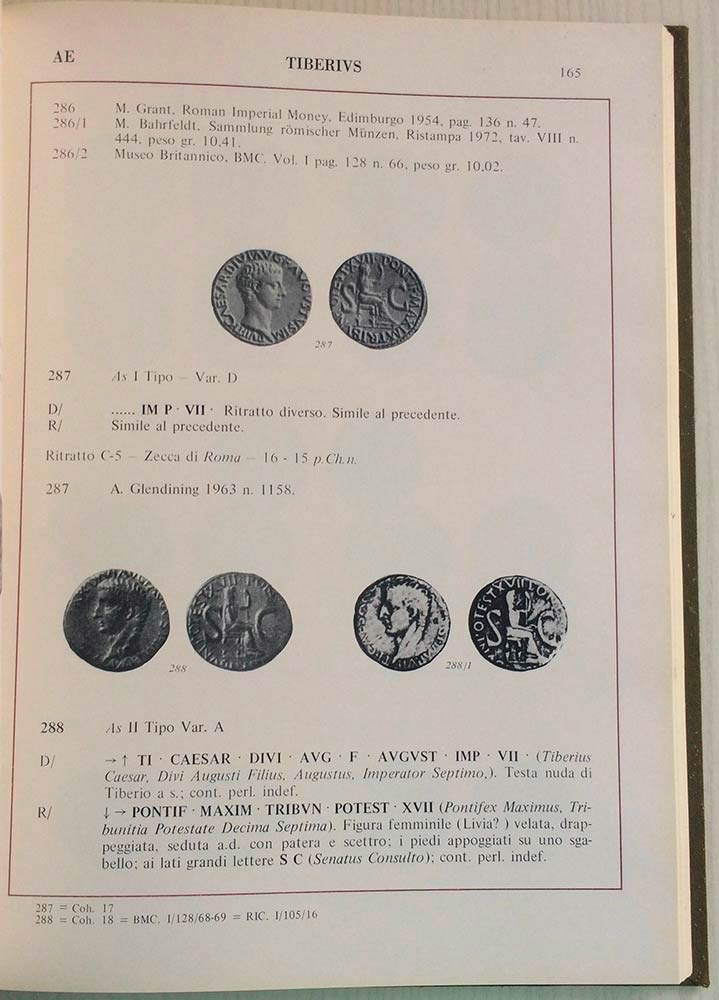 AE
TIBERIVS
165
286 M. Grant, Roman Imperial Money, Edimburgo 1954, pag. 136 n. 47.
286/1 M. Bahrfeldt, Sammlung römischer Münzen, Ristampa 1972, tav. VIII n.
444, peso gr. 10,41.
286/2 Museo Britannico, BMC. Vol. I pag. 128 n. 66, peso gr. 10,02.
287
287 As I Tipo – Var. D
D/ ...... IM P · VII · Ritratto diverso. Simile al precedente.
R/ Simile al precedente.
Ritratto C-5 – Zecca di Roma – 16 - 15 p.Ch.n.
287 A. Glendining 1963 n. 1158.
288
288/1
288 As II Tipo Var. A
D/ →↑ TI · CAESAR · DIVI · AVG · F · AVGVST · IMP · VII · (Tiberius
Caesar, Divi Augusti Filius, Augustus, Imperator Septimo,). Testa nuda di
Tiberio a s.; cont. perl. indef.
R/ ↓→ PONTIF · MAXIM · TRIBVN · POTEST · XVII (Pontifex Maximus, Tri-
bunitia Potestate Decima Septima). Figura femminile (Livia? ) velata, drap-
peggiata, seduta a.d. con patera e scettro; i piedi appoggiati su uno sga-
bello; ai lati grandi lettere S C (Senatus Consulto); cont. perl. indef.
287 = Coh. 17
288 = Coh. 18 = BMC. I/128/68-69 = RIC. I/105/16